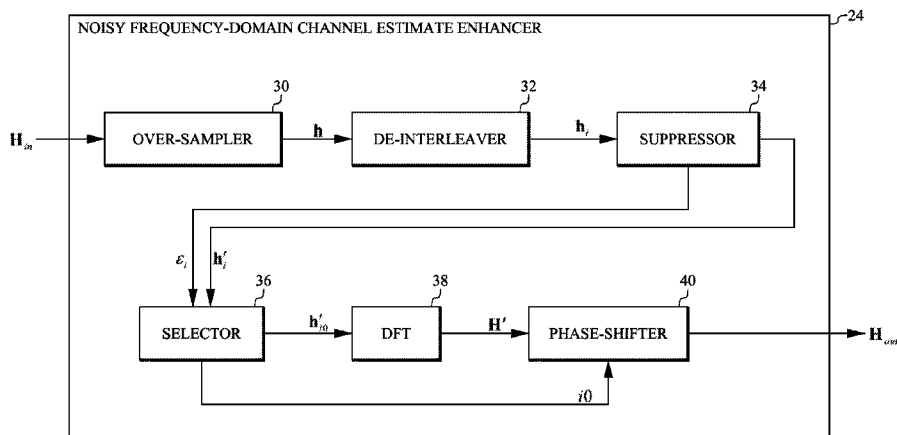 NOISY FREQUENCY-DOMAIN CHANNEL ESTIMATE ENHANCER
24
30
32
34
H_in
OVER-SAMPLER
h
DE-INTERLEAVER
h_i
SUPPRESSOR
ε_i
h′_i
36
38
40
SELECTOR
h′_i0
DFT
H′
PHASE-SHIFTER
H_out
i0